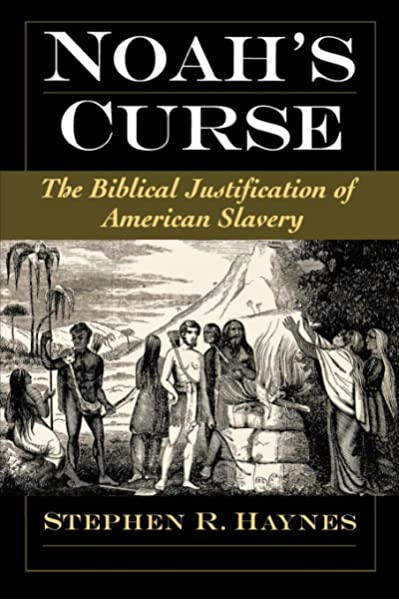 NOAH'S
CURSE
The Biblical Justification of
American Slavery
STEPHEN R. HAYNES